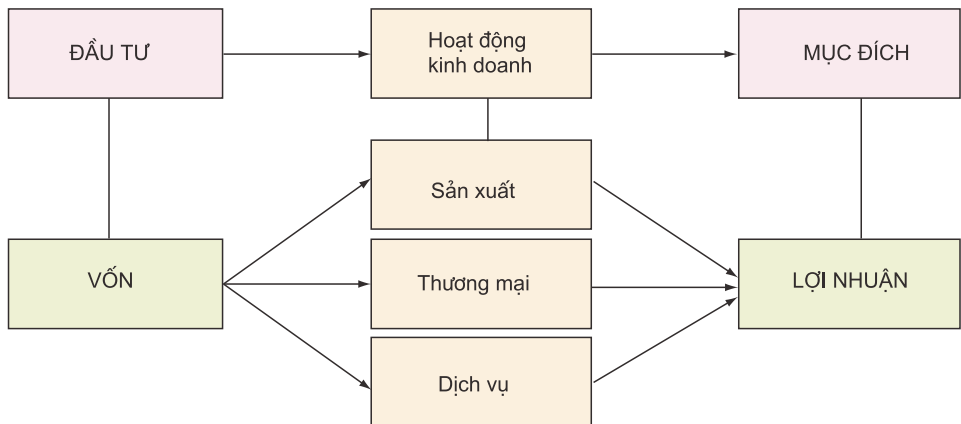 ĐẦU TƯ
Hoạt động
kinh doanh
MỤC ĐÍCH
Sản xuất
VỐN
Thương mại
LỢI NHUẬN
Dịch vụ